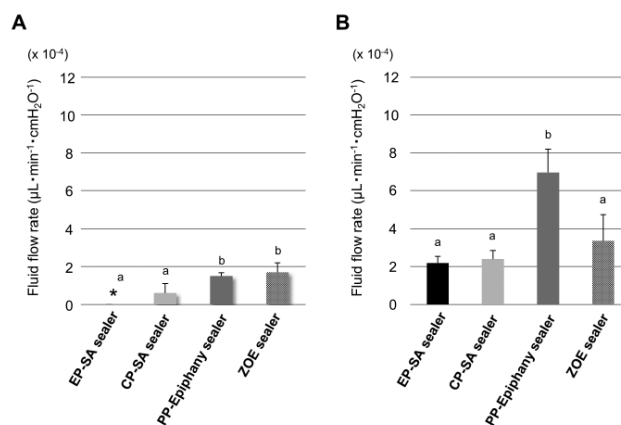 A
(x 10⁻⁴)
Fluid flow rate (µL・min⁻¹・cmH₂O⁻¹)
12
10
8
6
4
2
0
a
*
a
b
b
EP-SA sealer
CP-SA sealer
PP-Epiphany sealer
ZOE sealer
B
(x 10⁻⁴)
Fluid flow rate (µL・min⁻¹・cmH₂O⁻¹)
12
10
8
6
4
2
0
a
a
b
a
EP-SA sealer
CP-SA sealer
PP-Epiphany sealer
ZOE sealer